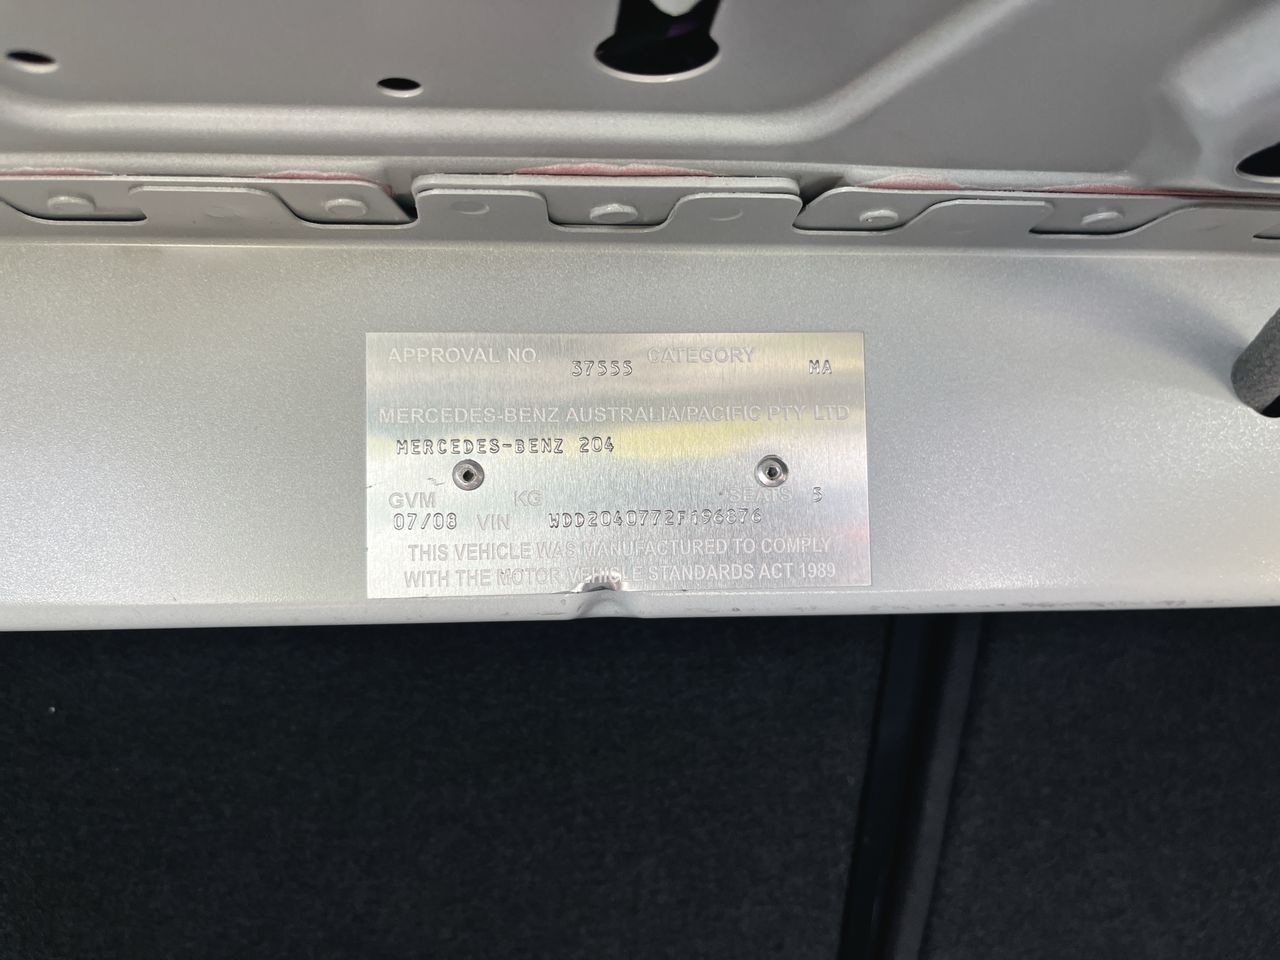 APPROVAL NO. 37555 CATEGORY MA
MERCEDES-BENZ AUSTRALIA/PACIFIC PTY LTD
MERCEDES-BENZ 204
GVM KG SEATS 5
07/08 VIN WDD2040772F196876
THIS VEHICLE WAS MANUFACTURED TO COMPLY
WITH THE MOTOR VEHICLE STANDARDS ACT 1989